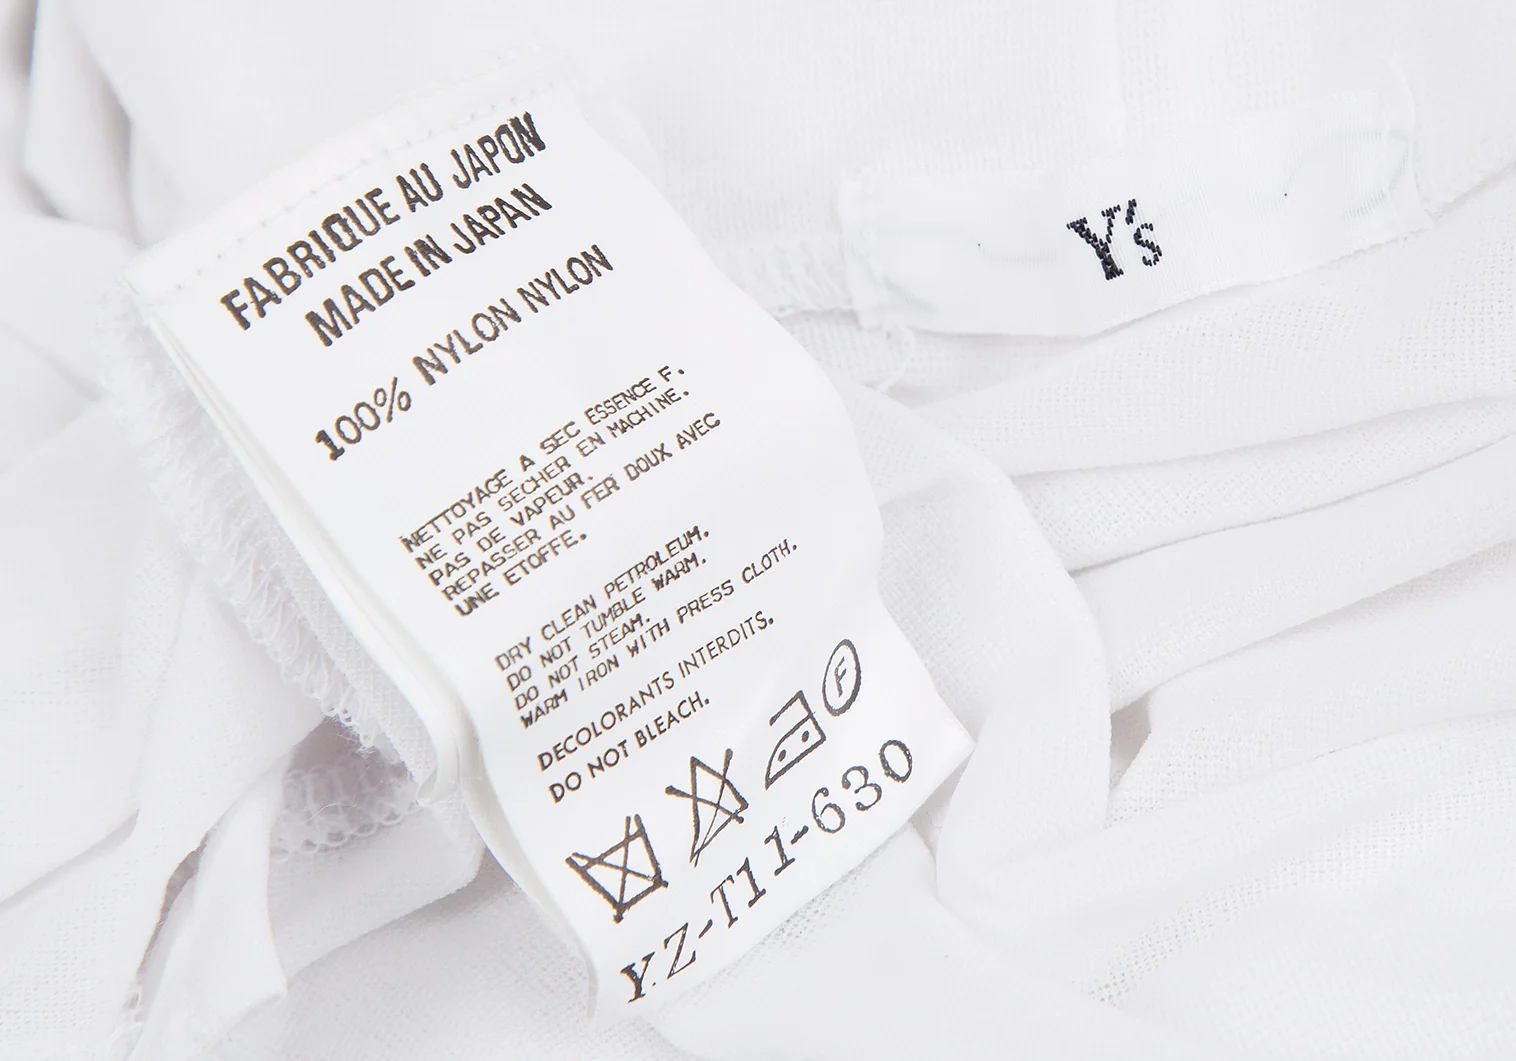 FABRIQUE AU JAPON
MADE IN JAPAN
100% NYLON NYLON
NETTOYAGE A SEC ESSENCE F.
NE PAS SECHER EN MACHINE.
PAS DE VAPEUR.
REPASSER AU FER DOUX AVEC
UNE ETOFFE.
DRY CLEAN PETROLEUM.
DO NOT TUMBLE WARM.
DO NOT STEAM.
WARM IRON WITH PRESS CLOTH.
DECOLORANTS INTERDITS.
DO NOT BLEACH.
F
Y.Z-T11-630
Y's